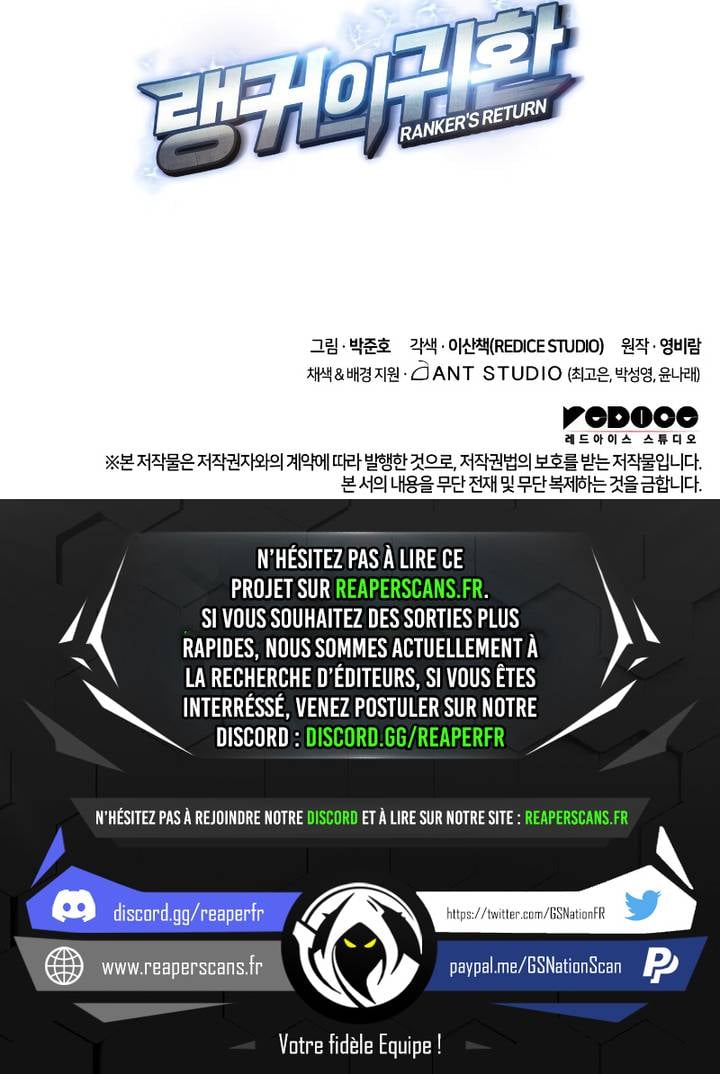 랭커의 귀환
RANKER'S RETURN
그림 · 박준호 각색 · 이산책(REDICE STUDIO) 원작 · 영비람
채색 & 배경 지원 · ANT STUDIO (최고은, 박성영, 윤나래)
REDICE
레드아이스 스튜디오
※본 저작물은 저작권자와의 계약에 따라 발행한 것으로, 저작권법의 보호를 받는 저작물입니다.
본 서의 내용을 무단 전재 및 무단 복제하는 것을 금합니다.
N'HÉSITEZ PAS À LIRE CE
PROJET SUR REAPERSCANS.FR.
SI VOUS SOUHAITEZ DES SORTIES PLUS
RAPIDES, NOUS SOMMES ACTUELLEMENT À
LA RECHERCHE D'ÉDITEURS, SI VOUS ÊTES
INTERRÉSSÉ, VENEZ POSTULER SUR NOTRE
DISCORD : DISCORD.GG/REAPERFR
N'HÉSITEZ PAS À REJOINDRE NOTRE DISCORD ET À LIRE SUR NOTRE SITE : REAPERSCANS.FR
discord.gg/reaperfr
https://twitter.com/GSNationFR
www.reaperscans.fr
paypal.me/GSNationScan
Votre fidèle Equipe !